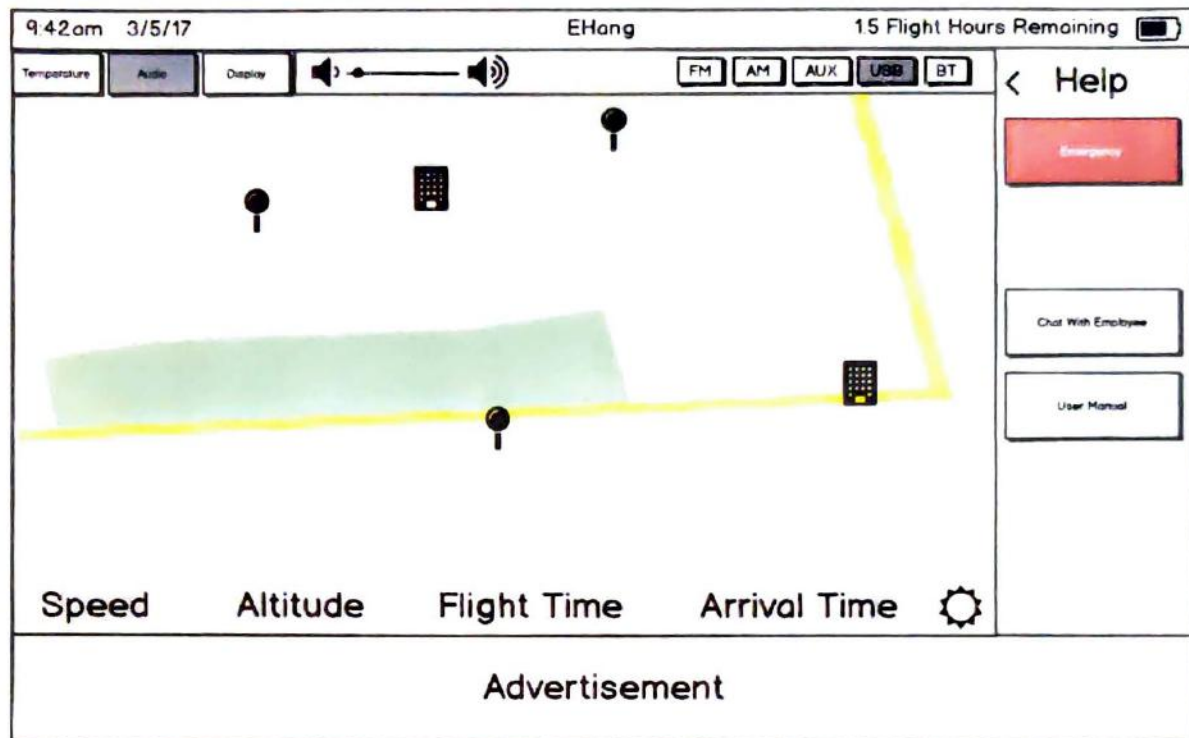 9:42am 3/5/17 EHang 1.5 Flight Hours Remaining
Temperature Audio Display FM AM AUX USB BT
< Help
Emergency
Chat With Employee
User Manual
Speed Altitude Flight Time Arrival Time
Advertisement